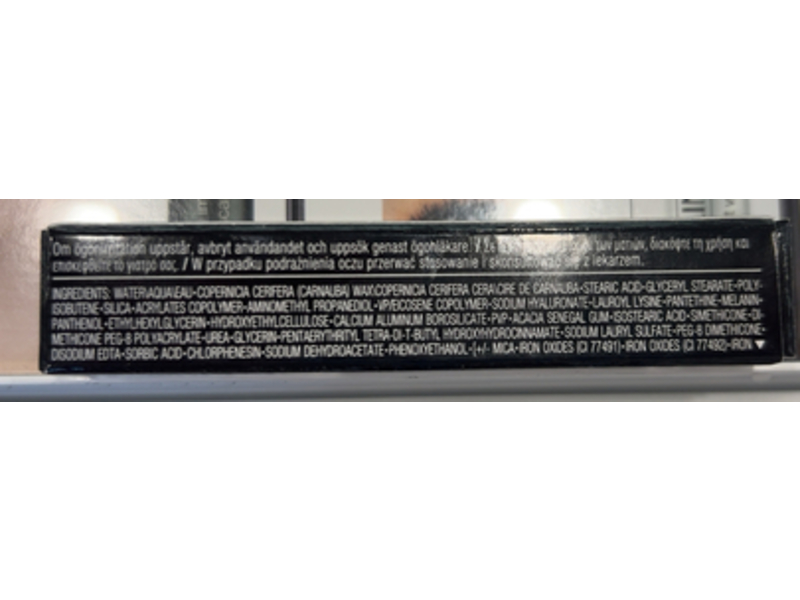 Om ögonirritation uppstår, avbryt användandet och uppsök genast ögonläkare. των ματιών, διακόψτε τη χρήση και
επισκεφθείτε το γιατρό σας. / W przypadku podrażnienia oczu przerwać stosowanie i skonsultować się z lekarzem.
INGREDIENTS: WATER\AQUA\EAU•COPERNICIA CERIFERA (CARNAUBA) WAX\COPERNICIA CERIFERA CERA\CIRE DE CARNAUBA•STEARIC ACID•GLYCERYL STEARATE•POLY-
ISOBUTENE•SILICA•ACRYLATES COPOLYMER•AMINOMETHYL PROPANEDIOL•VP/EICOSENE COPOLYMER•SODIUM HYALURONATE•LAUROYL LYSINE•PANTETHINE•MELANIN•
PANTHENOL•ETHYLHEXYLGLYCERIN•HYDROXYETHYLCELLULOSE•CALCIUM ALUMINUM BOROSILICATE•PVP•ACACIA SENEGAL GUM•ISOSTEARIC ACID•SIMETHICONE•DI-
METHICONE PEG-8 POLYACRYLATE•UREA•GLYCERIN•PENTAERYTHRITYL TETRA-DI-T-BUTYL HYDROXYHYDROCINNAMATE•SODIUM LAURYL SULFATE•PEG-8 DIMETHICONE•
DISODIUM EDTA•SORBIC ACID•CHLORPHENESIN•SODIUM DEHYDROACETATE•PHENOXYETHANOL•[+/- MICA•IRON OXIDES (CI 77491)•IRON OXIDES (CI 77492)•IRON ▼